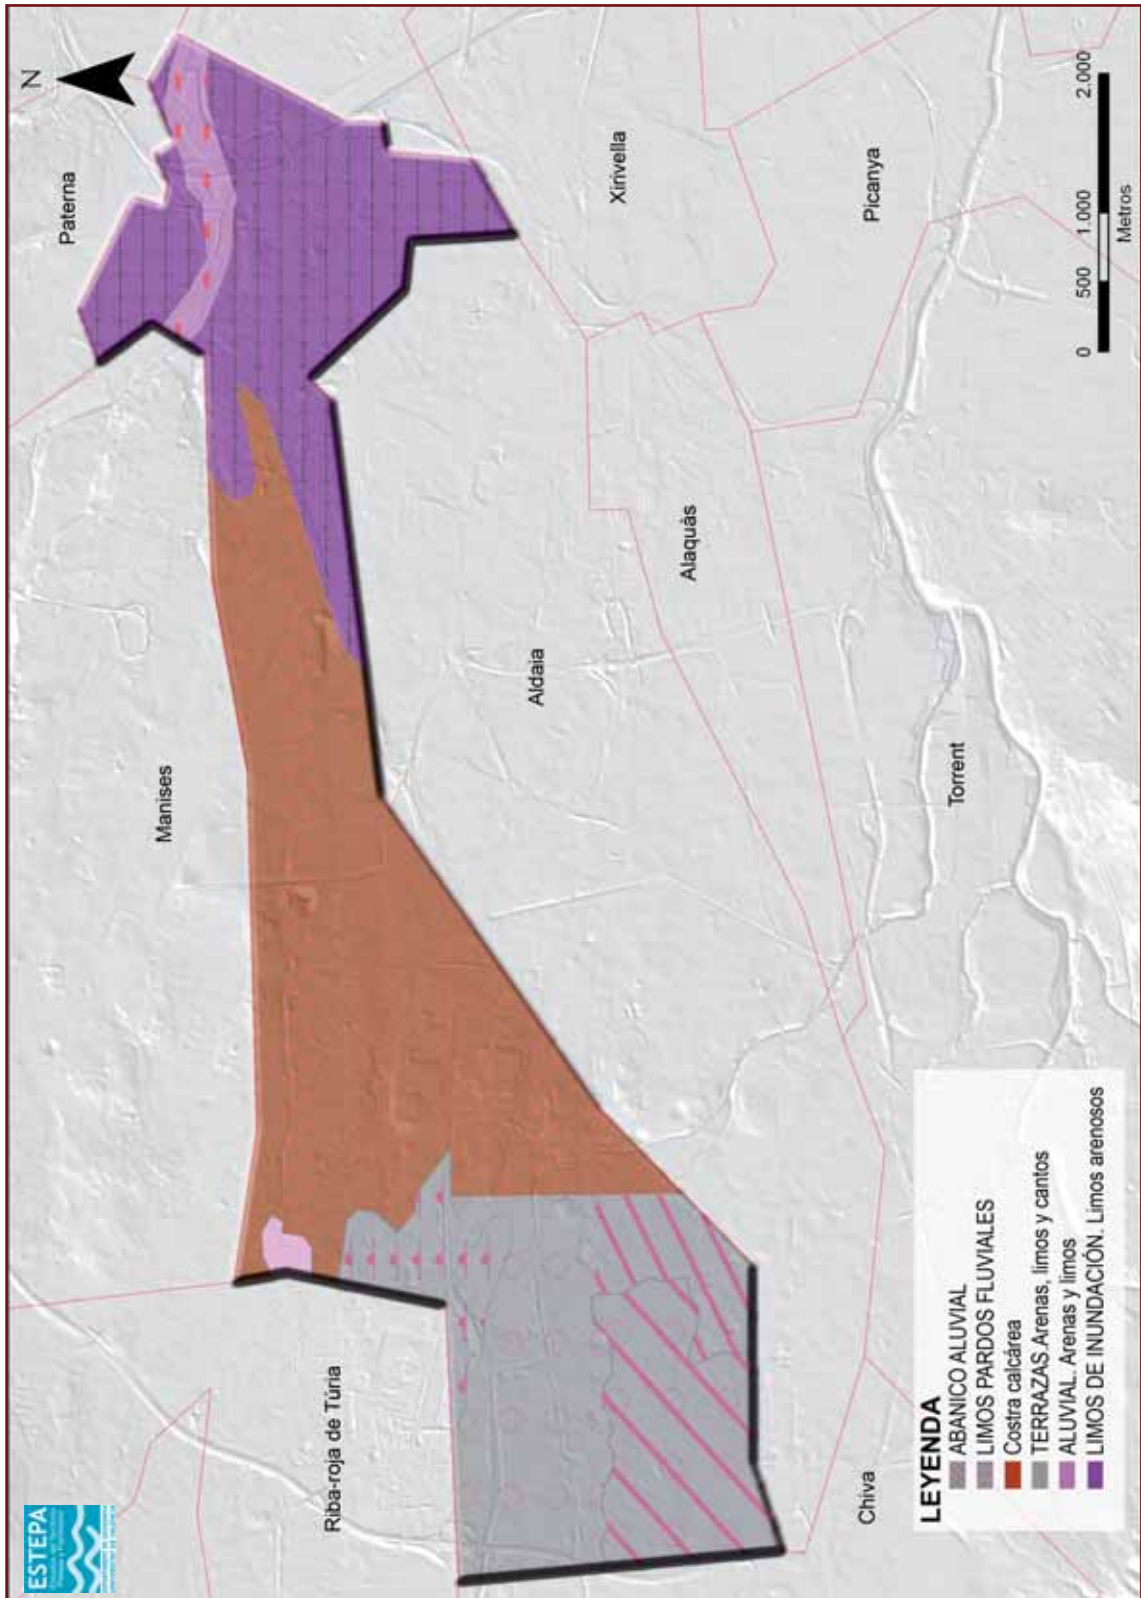 N
Paterna
Manises
Riba-roja de Túria
Xirivella
Picanya
Alaquàs
Aldaia
Torrent
Chiva
ESTEPA
LEYENDA
ABANICO ALUVIAL
LIMOS PARDOS FLUVIALES
Costra calcárea
TERRAZAS.Arenas, limos y cantos
ALUVIAL. Arenas y limos
LIMOS DE INUNDACIÓN. Limos arenosos
0 500 1.000 2.000
Metros